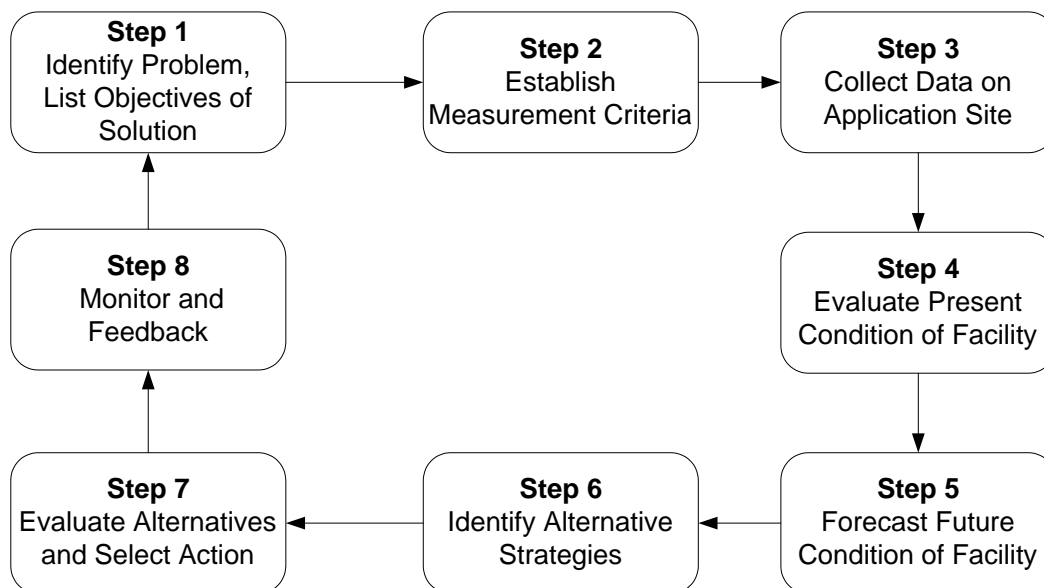 Step 1
Identify Problem,
List Objectives of
Solution
Step 2
Establish
Measurement Criteria
Step 3
Collect Data on
Application Site
Step 4
Evaluate Present
Condition of Facility
Step 5
Forecast Future
Condition of Facility
Step 6
Identify Alternative
Strategies
Step 7
Evaluate Alternatives
and Select Action
Step 8
Monitor and
Feedback